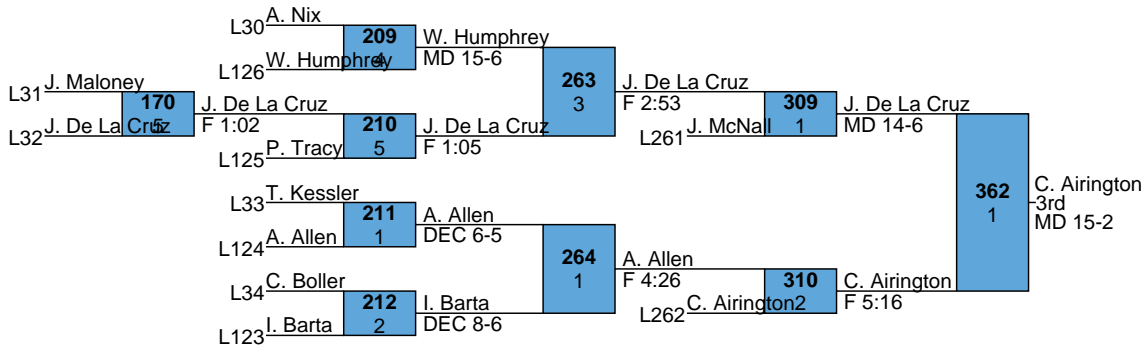 L30 A. Nix
209
4
L126 W. Humphrey
W. Humphrey
MD 15-6
L31 J. Maloney
170
5
L32 J. De La Cruz
J. De La Cruz
F 1:02
210
5
L125 P. Tracy
J. De La Cruz
F 1:05
263
3
J. De La Cruz
F 2:53
309
1
L261 J. McNall
J. De La Cruz
MD 14-6
L33 T. Kessler
211
1
L124 A. Allen
A. Allen
DEC 6-5
L34 C. Boller
212
2
L123 I. Barta
I. Barta
DEC 8-6
264
1
A. Allen
F 4:26
310
2
L262 C. Airington
C. Airington
F 5:16
362
1
C. Airington
3rd
MD 15-2